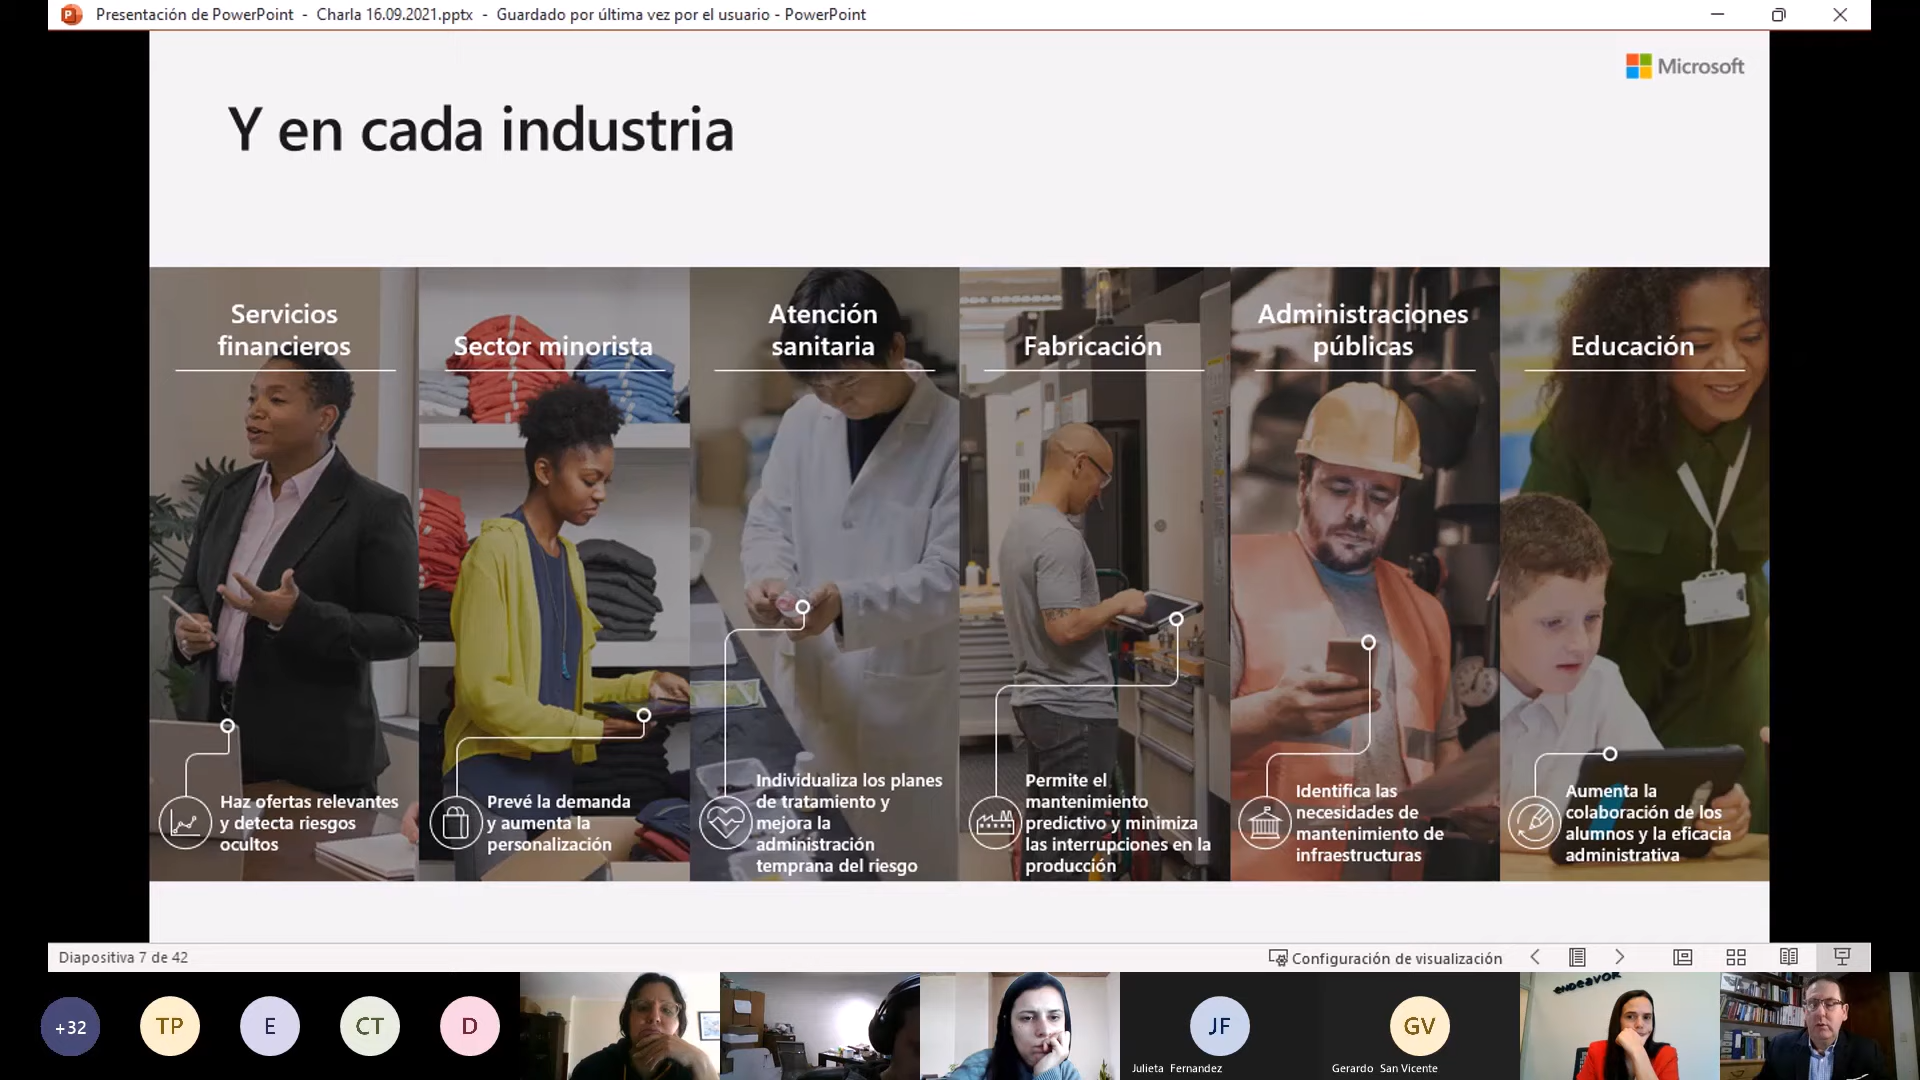 Presentación de PowerPoint - Charla 16.09.2021.pptx - Guardado por última vez por el usuario - PowerPoint
Microsoft
Y en cada industria
Servicios
financieros
Sector minorista
Atención
sanitaria
Fabricación
Administraciones
públicas
Educación
Haz ofertas relevantes
y detecta riesgos
ocultos
Prevé la demanda
y aumenta la
personalización
Individualiza los planes
de tratamiento y
mejora la
administración
temprana del riesgo
Permite el
mantenimiento
predictivo y minimiza
las interrupciones en la
producción
Identifica las
necesidades de
mantenimiento de
infraestructuras
Aumenta la
colaboración de los
alumnos y la eficacia
administrativa
Diapositiva 7 de 42
Configuración de visualización
+32
TP
E
CT
D
JF
Julieta Fernandez
GV
Gerardo San Vicente
endeavor